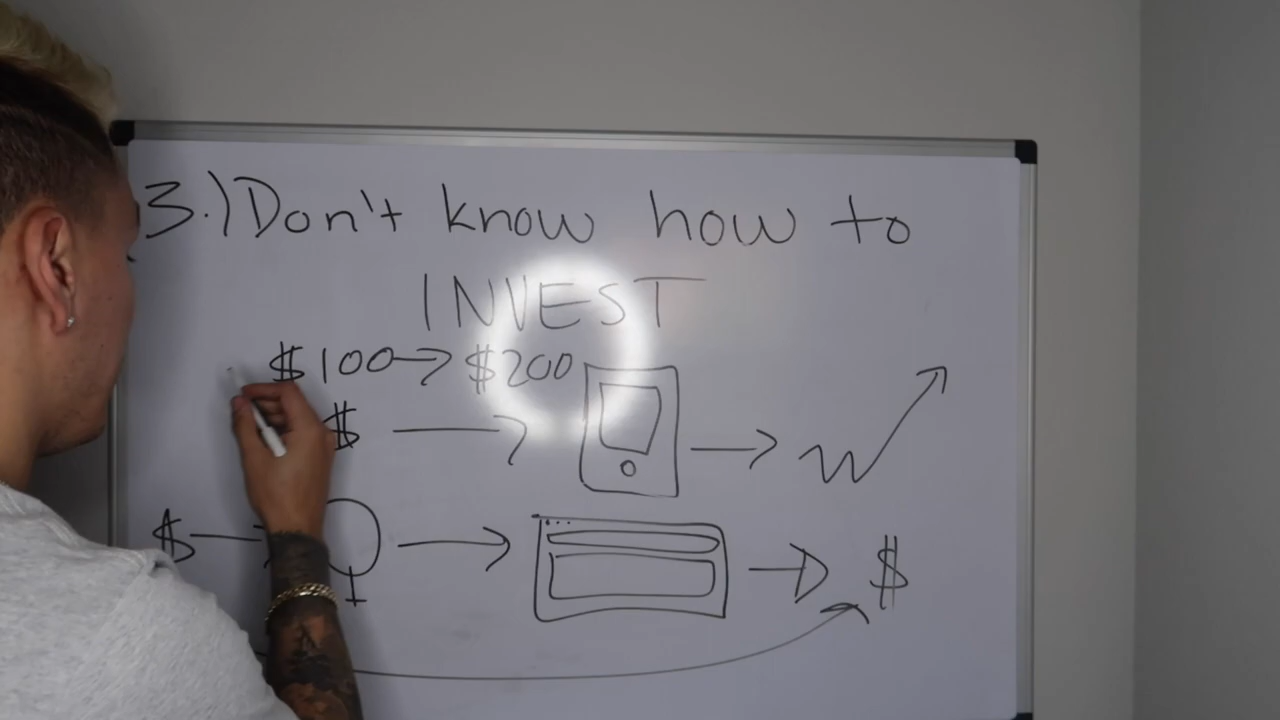 3.) Don't know how to
INVEST
$100 → $200
$ → →
$ → → → $